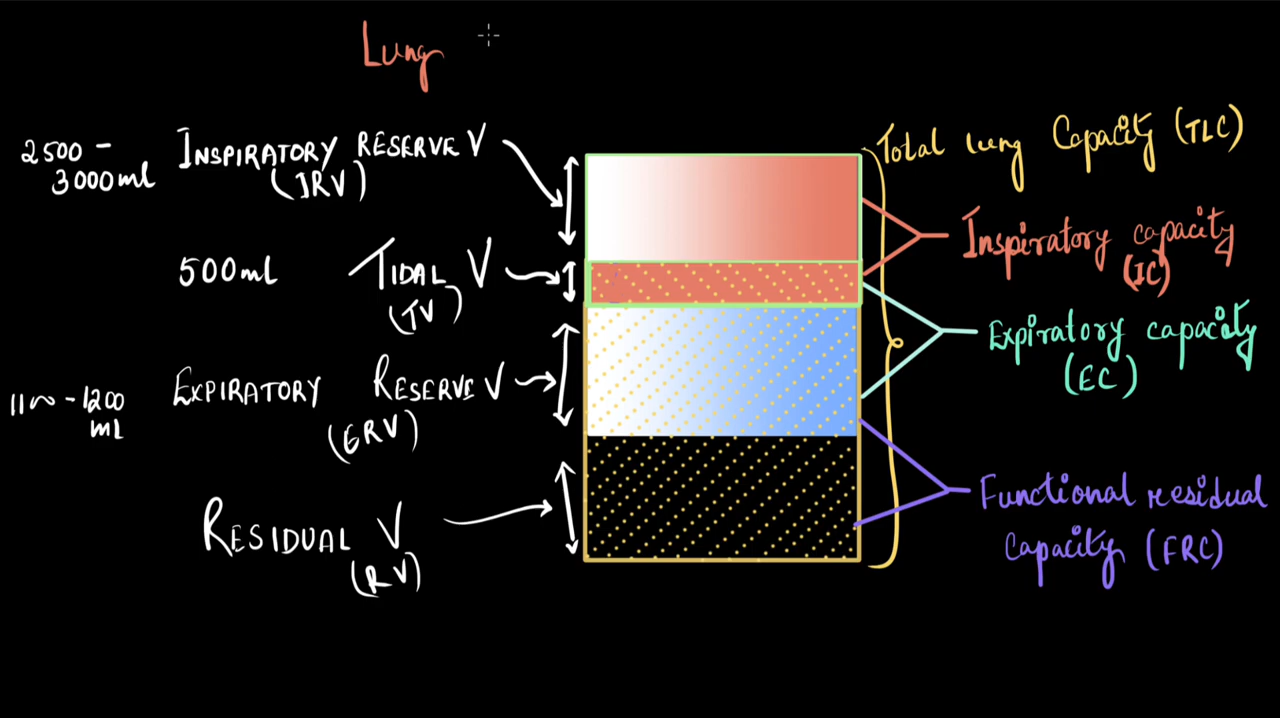 Lung
2500 -
3000ml
INSPIRATORY RESERVE V
(IRV)
500ml
TIDAL V
(TV)
1100 - 1200
ml
EXPIRATORY RESERVE V
(ERV)
RESIDUAL V
(RV)
Total lung Capacity (TLC)
Inspiratory capacity
(IC)
Expiratory capacity
(EC)
Functional residual
Capacity (FRC)